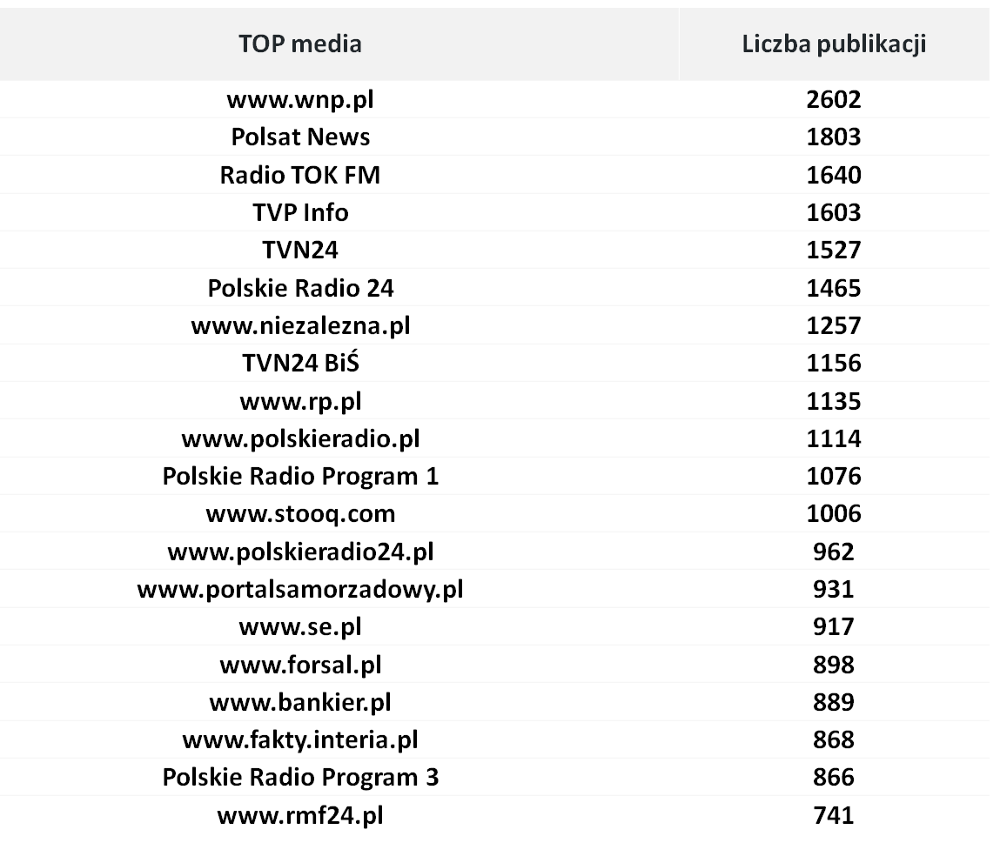 TOP media Liczba publikacji
www.wnp.pl 2602
Polsat News 1803
Radio TOK FM 1640
TVP Info 1603
TVN24 1527
Polskie Radio 24 1465
www.niezalezna.pl 1257
TVN24 BiŚ 1156
www.rp.pl 1135
www.polskieradio.pl 1114
Polskie Radio Program 1 1076
www.stooq.com 1006
www.polskieradio24.pl 962
www.portalsamorzadowy.pl 931
www.se.pl 917
www.forsal.pl 898
www.bankier.pl 889
www.fakty.interia.pl 868
Polskie Radio Program 3 866
www.rmf24.pl 741